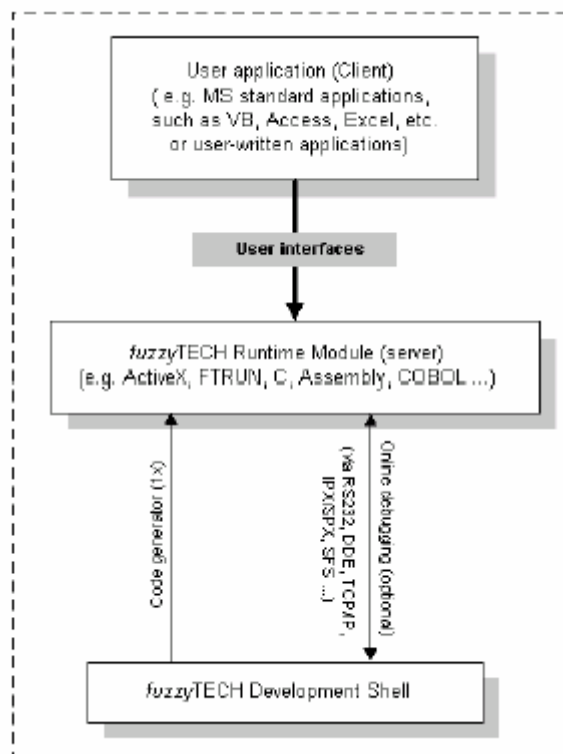 User application (Client)
( e.g. MS standard applications,
such as VB, Access, Excel, etc.
or user-written applications)
User interfaces
fuzzyTECH Runtime Module (server)
(e.g. ActiveX, FTRUN, C, Assembly, COBOL ...)
Code generator (1x)
Online debugging (optional)
(via RS232, DDE, TCP/IP,
IPX/SPX, SFS ...)
fuzzyTECH Development Shell